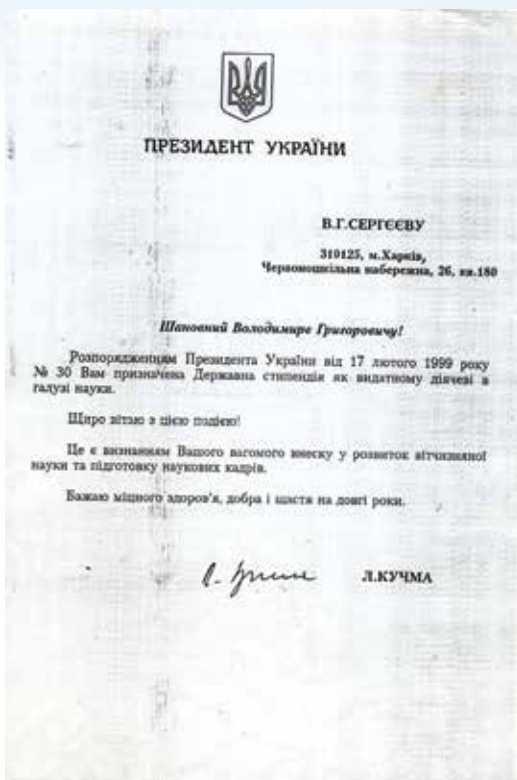 ПРЕЗИДЕНТ УКРАЇНИ
В.Г.СЕРГЄЄВУ
310125, м.Харків,
Червоношкільна набережна, 26, кв.180
Шановний Володимире Григоровичу!
Розпорядженням Президента України від 17 лютого 1999 року
№ 30 Вам призначена Державна стипендія як видатному діячеві в
галузі науки.
Щиро вітаю з цією подією!
Це є визнанням Вашого вагомого внеску у розвиток вітчизняної
науки та підготовку наукових кадрів.
Бажаю міцного здоров'я, добра і щастя на довгі роки.
Л.КУЧМА